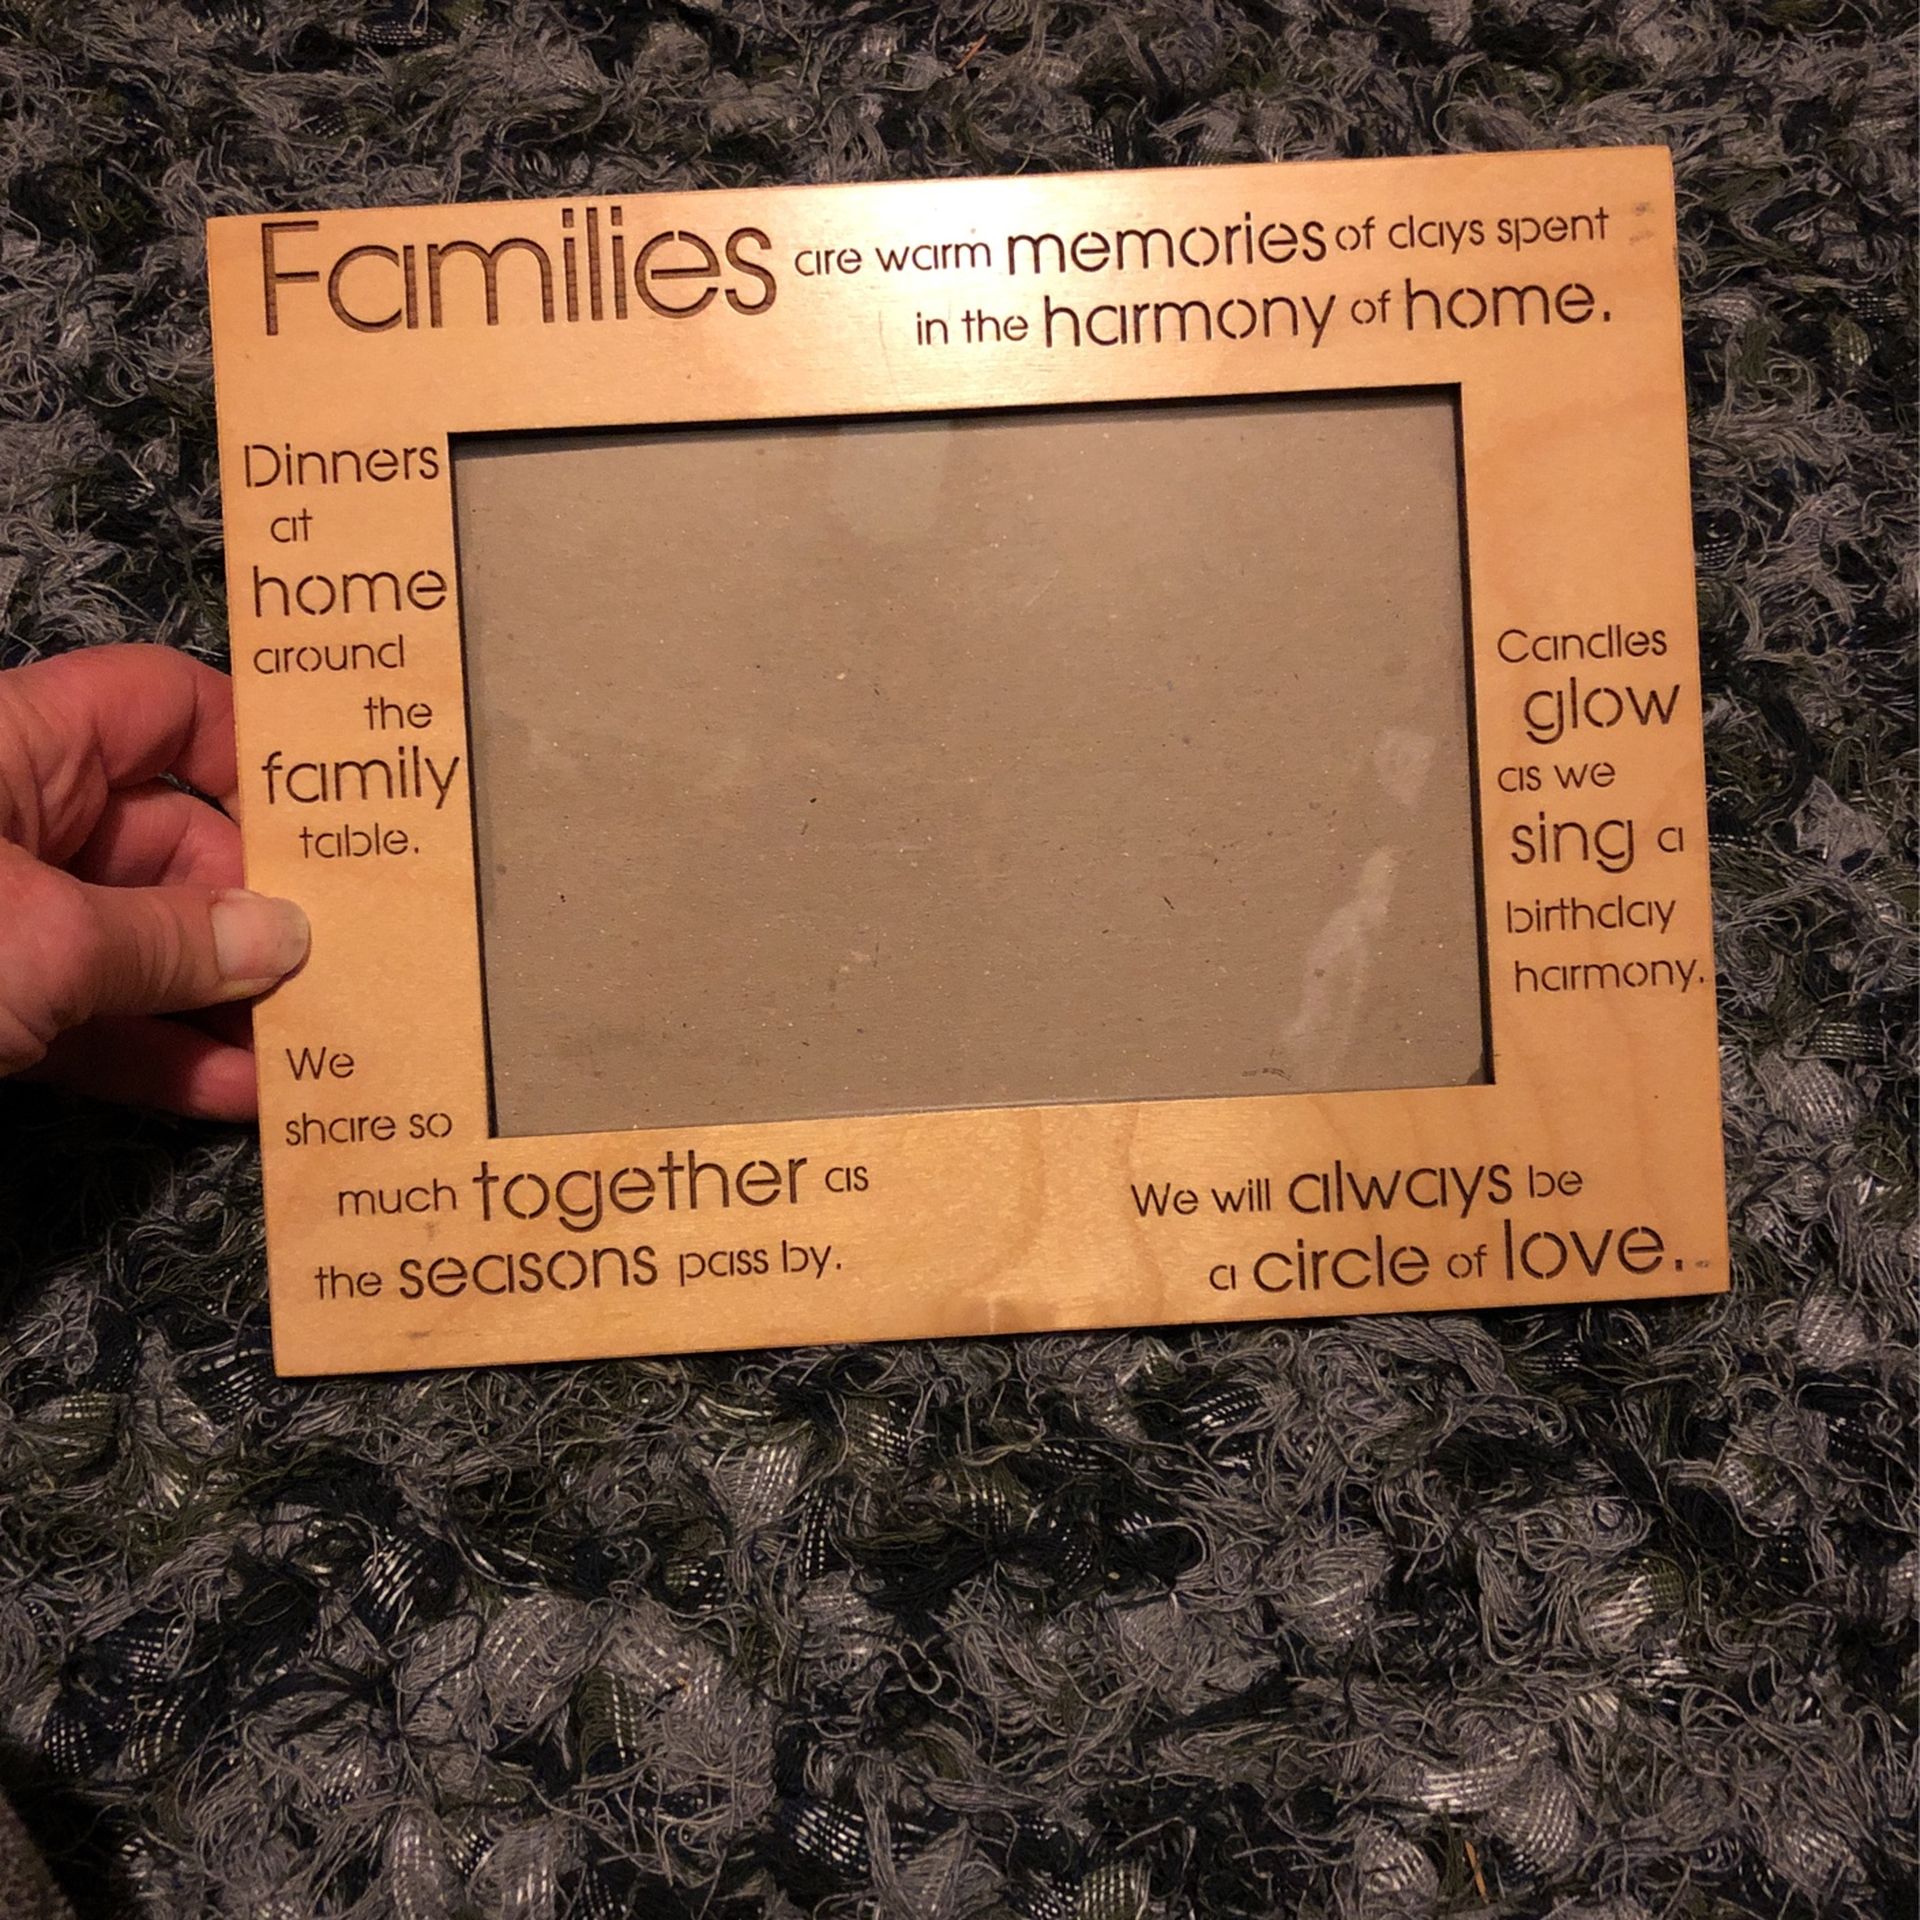 Families are warm memories of days spent
in the harmony of home.
Dinners
at
home
around
the
family
table.
Candles
glow
as we
sing a
birthday
harmony.
We
share so
much together as
the seasons pass by.
We will always be
a circle of love.